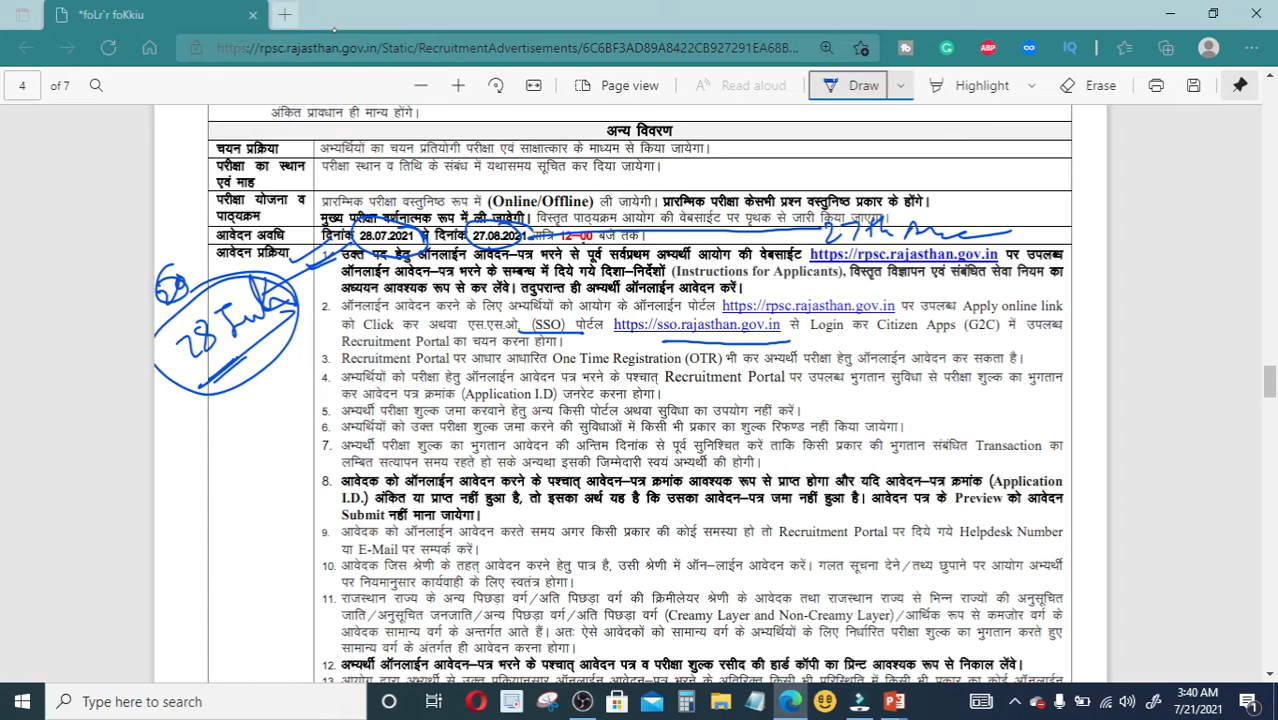 *foLr`r foKkiu
https://rpsc.rajasthan.gov.in/Static/RecruitmentAdvertisements/6C6BF3AD89A8422CB927291EA68B...
4 of 7
Page view
Read aloud
Draw
Highlight
Erase
अंकित प्रावधान ही मान्य होंगे।
अन्य विवरण
चयन प्रक्रिया अभ्यर्थियों का चयन प्रतियोगी परीक्षा एवं साक्षात्कार के माध्यम से किया जायेगा।
परीक्षा का स्थान एवं माह परीक्षा स्थान व तिथि के संबंध में यथासमय सूचित कर दिया जायेगा।
परीक्षा योजना व पाठ्यक्रम प्रारम्भिक परीक्षा वस्तुनिष्ठ रूप में (Online/Offline) ली जायेगी। प्रारम्भिक परीक्षा केसभी प्रश्न वस्तुनिष्ठ प्रकार के होंगे।
मुख्य परीक्षा वर्णनात्मक रूप में ली जावेगी। विस्तृत पाठ्यक्रम आयोग की वेबसाईट पर पृथक से जारी किया जाएगा।
आवेदन अवधि दिनांक 28.07.2021 से दिनांक 27.08.2021 रात्रि 12–00 बजे तक।
27th
आवेदन प्रक्रिया 1. उक्त पद हेतु ऑनलाईन आवेदन–पत्र भरने से पूर्व सर्वप्रथम अभ्यर्थी आयोग की वेबसाईट https://rpsc.rajasthan.gov.in पर उपलब्ध
ऑनलाईन आवेदन–पत्र भरने के सम्बन्ध में दिये गये दिशा–निर्देशों (Instructions for Applicants), विस्तृत विज्ञापन एवं संबंधित सेवा नियम का
अध्ययन आवश्यक रूप से कर लेंवे। तदुपरान्त ही अभ्यर्थी ऑनलाईन आवेदन करें।
2. ऑनलाईन आवेदन करने के लिए अभ्यर्थियों को आयोग के ऑनलाईन पोर्टल https://rpsc.rajasthan.gov.in पर उपलब्ध Apply online link
को Click कर अथवा एस.एस.ओ. (SSO) पोर्टल https://sso.rajasthan.gov.in से Login कर Citizen Apps (G2C) में उपलब्ध
28 July
Recruitment Portal का चयन करना होगा।
3. Recruitment Portal पर आधार आधारित One Time Registration (OTR) भी कर अभ्यर्थी परीक्षा हेतु ऑनलाईन आवेदन कर सकता है।
4. अभ्यर्थियों को परीक्षा हेतु ऑनलाईन आवेदन पत्र भरने के पश्चात् Recruitment Portal पर उपलब्ध भुगतान सुविधा से परीक्षा शुल्क का भुगतान
कर आवेदन पत्र क्रमांक (Application I.D) जनरेट करना होगा।
5. अभ्यर्थी परीक्षा शुल्क जमा करवाने हेतु अन्य किसी पोर्टल अथवा सुविधा का उपयोग नहीं करें।
6. अभ्यर्थियों को उक्त परीक्षा शुल्क जमा करने की सुविधाओं में किसी भी प्रकार का शुल्क रिफण्ड नहीं किया जायेगा।
7. अभ्यर्थी परीक्षा शुल्क का भुगतान आवेदन की अन्तिम दिनांक से पूर्व सुनिश्चित करें ताकि किसी प्रकार की भुगतान संबंधित Transaction का
लम्बित सत्यापन समय रहते हो सके अन्यथा इसकी जिम्मेदारी स्वयं अभ्यर्थी की होगी।
8. आवेदक को ऑनलाईन आवेदन करने के पश्चात् आवेदन–पत्र क्रमांक आवश्यक रूप से प्राप्त होगा और यदि आवेदन–पत्र क्रमांक (Application
I.D.) अंकित या प्राप्त नहीं हुआ है, तो इसका अर्थ यह है कि उसका आवेदन–पत्र जमा नहीं हुआ है। आवेदन पत्र के Preview को आवेदन
Submit नहीं माना जायेगा।
9. आवेदक को ऑनलाईन आवेदन करते समय अगर किसी प्रकार की कोई समस्या हो तो Recruitment Portal पर दिये गये Helpdesk Number
या E-Mail पर सम्पर्क करें।
10. आवेदक जिस श्रेणी के तहत् आवेदन करने हेतु पात्र है, उसी श्रेणी में ऑन–लाईन आवेदन करें। गलत सूचना देने/तथ्य छुपाने पर आयोग अभ्यर्थी
पर नियमानुसार कार्यवाही के लिए स्वतंत्र होगा।
11. राजस्थान राज्य के अन्य पिछड़ा वर्ग/अति पिछड़ा वर्ग की क्रिमीलेयर श्रेणी के आवेदक तथा राजस्थान राज्य से भिन्न राज्यों की अनुसूचित
जाति/अनुसूचित जनजाति/अन्य पिछड़ा वर्ग/अति पिछड़ा वर्ग (Creamy Layer and Non-Creamy Layer)/आर्थिक रूप से कमजोर वर्ग के
आवेदक सामान्य वर्ग के अन्तर्गत आते हैं। अतः ऐसे आवेदकों को सामान्य वर्ग के अभ्यर्थियों के लिए निर्धारित परीक्षा शुल्क का भुगतान करते हुए
सामान्य वर्ग के अंतर्गत ही आवेदन करना होगा।
12. अभ्यर्थी ऑनलाईन आवेदन–पत्र भरने के पश्चात् आवेदन पत्र व परीक्षा शुल्क रसीद की हार्ड कॉपी का प्रिन्ट आवश्यक रूप से निकाल लेंवे।
Type here to search
3:40 AM
7/21/2021